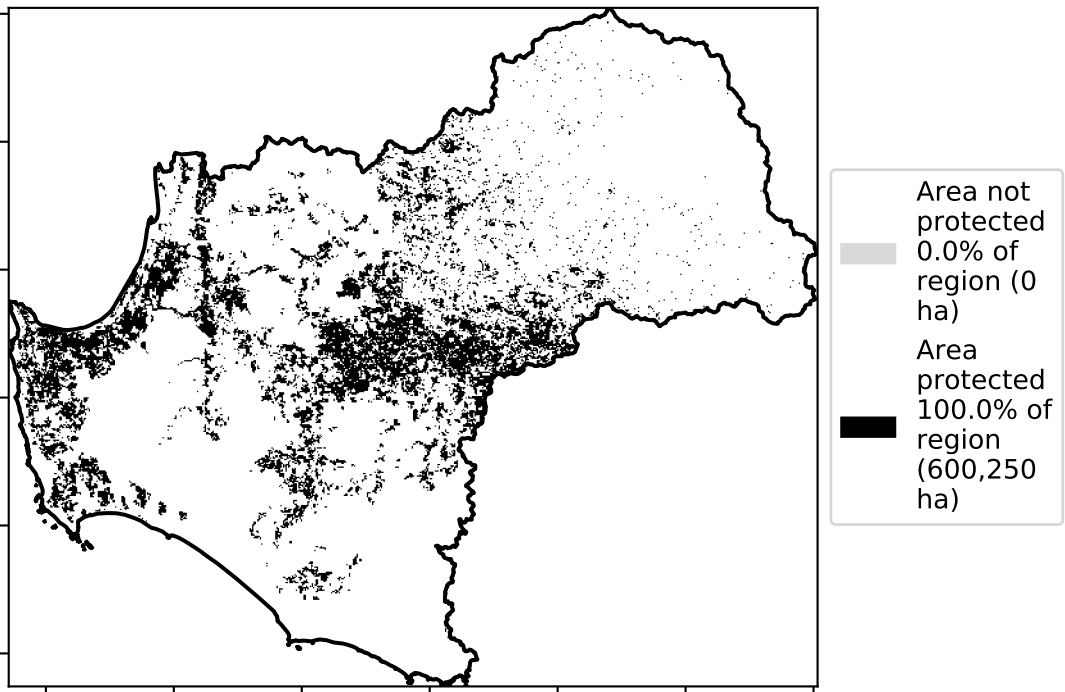 Area not
protected
0.0% of
region (0
ha)
Area
protected
100.0% of
region
(600,250
ha)